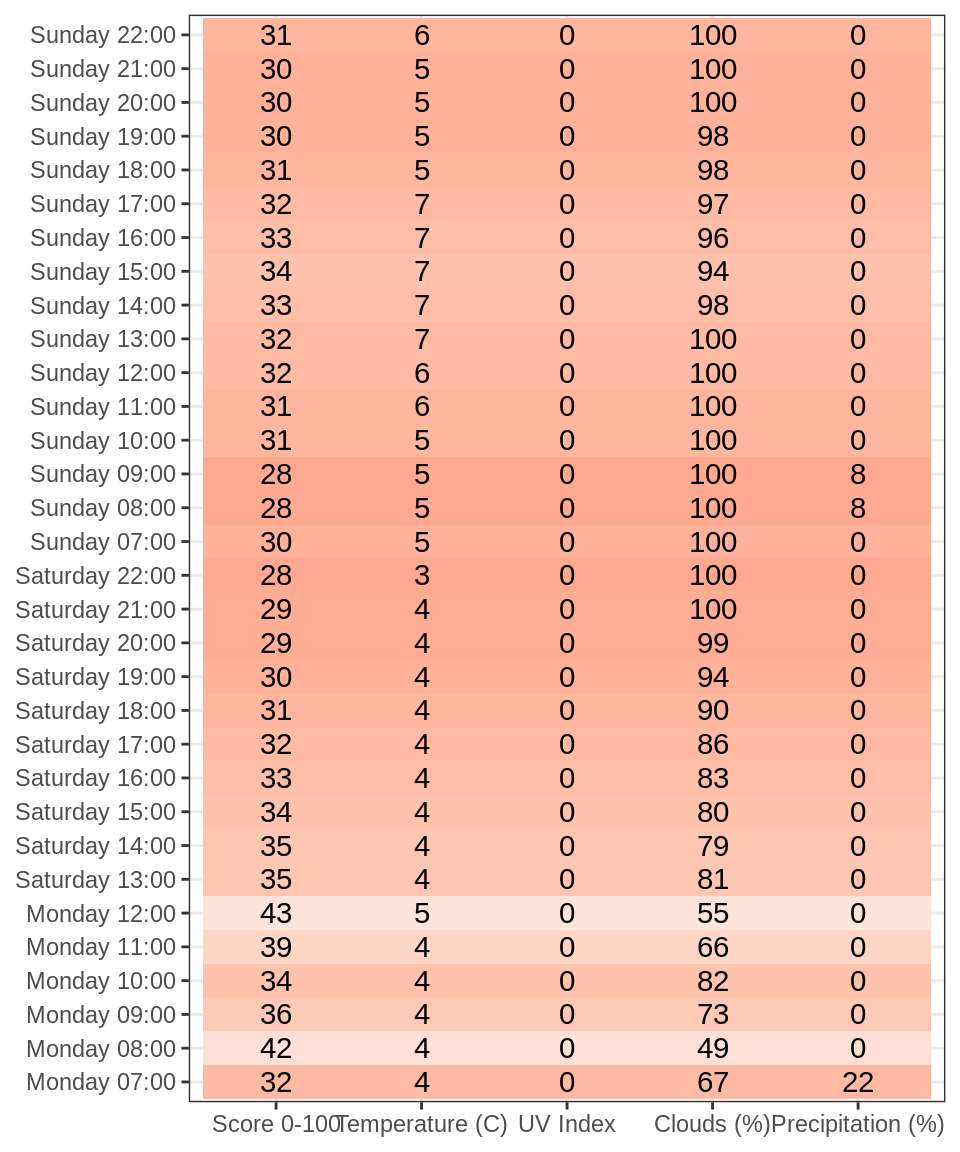 Sunday 22:00 31 6 0 100 0
Sunday 21:00 30 5 0 100 0
Sunday 20:00 30 5 0 100 0
Sunday 19:00 30 5 0 98 0
Sunday 18:00 31 5 0 98 0
Sunday 17:00 32 7 0 97 0
Sunday 16:00 33 7 0 96 0
Sunday 15:00 34 7 0 94 0
Sunday 14:00 33 7 0 98 0
Sunday 13:00 32 7 0 100 0
Sunday 12:00 32 6 0 100 0
Sunday 11:00 31 6 0 100 0
Sunday 10:00 31 5 0 100 0
Sunday 09:00 28 5 0 100 8
Sunday 08:00 28 5 0 100 8
Sunday 07:00 30 5 0 100 0
Saturday 22:00 28 3 0 100 0
Saturday 21:00 29 4 0 100 0
Saturday 20:00 29 4 0 99 0
Saturday 19:00 30 4 0 94 0
Saturday 18:00 31 4 0 90 0
Saturday 17:00 32 4 0 86 0
Saturday 16:00 33 4 0 83 0
Saturday 15:00 34 4 0 80 0
Saturday 14:00 35 4 0 79 0
Saturday 13:00 35 4 0 81 0
Monday 12:00 43 5 0 55 0
Monday 11:00 39 4 0 66 0
Monday 10:00 34 4 0 82 0
Monday 09:00 36 4 0 73 0
Monday 08:00 42 4 0 49 0
Monday 07:00 32 4 0 67 22
Score 0-100 Temperature (C) UV Index Clouds (%) Precipitation (%)